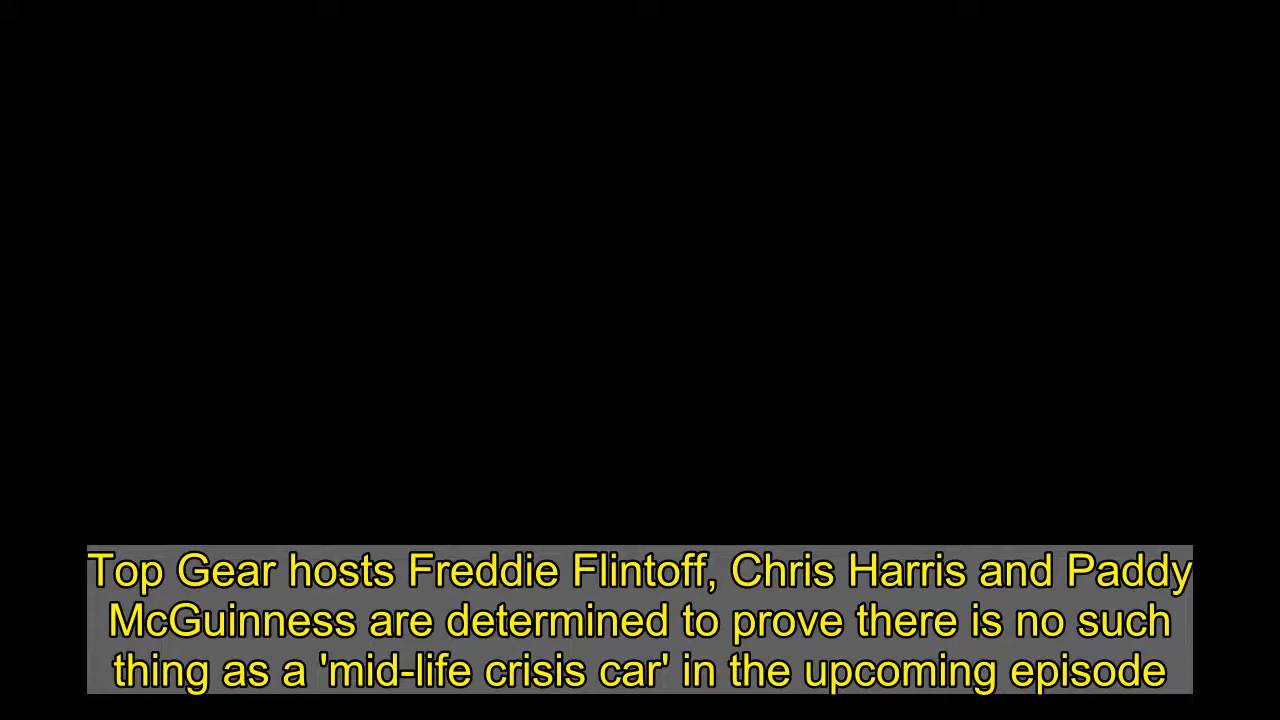 Top Gear hosts Freddie Flintoff, Chris Harris and Paddy
McGuinness are determined to prove there is no such
thing as a 'mid-life crisis car' in the upcoming episode